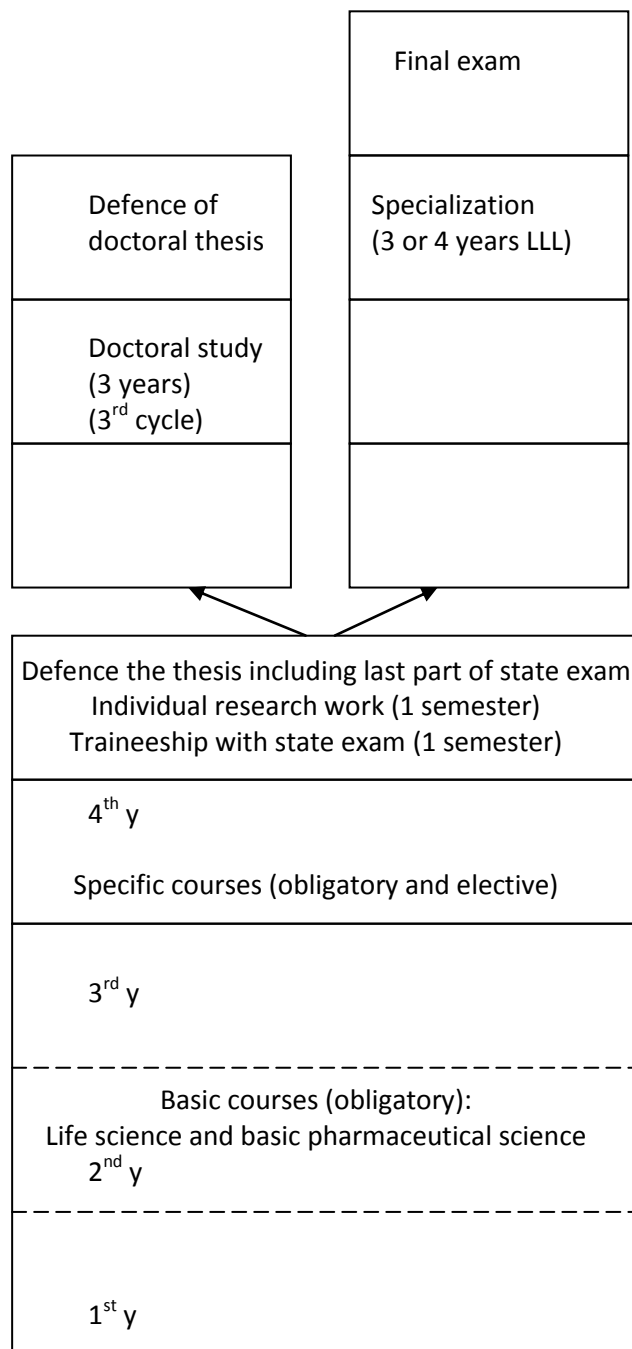 Final exam
Defence of
doctoral thesis
Specialization
(3 or 4 years LLL)
Doctoral study
(3 years)
(3rd cycle)
Defence the thesis including last part of state exam
Individual research work (1 semester)
Traineeship with state exam (1 semester)
4th y
Specific courses (obligatory and elective)
3rd y
Basic courses (obligatory):
Life science and basic pharmaceutical science
2nd y
1st y